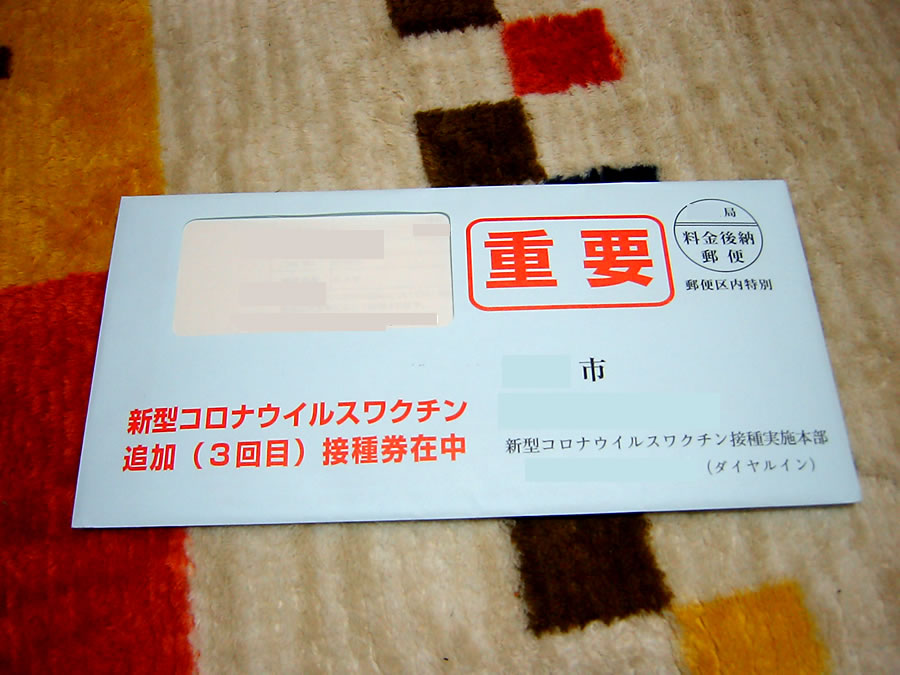 重要
局
料金後納
郵便
郵便区内特別
市
新型コロナウイルスワクチン
追加（3回目）接種券在中
新型コロナウイルスワクチン接種実施本部
（ダイヤルイン）